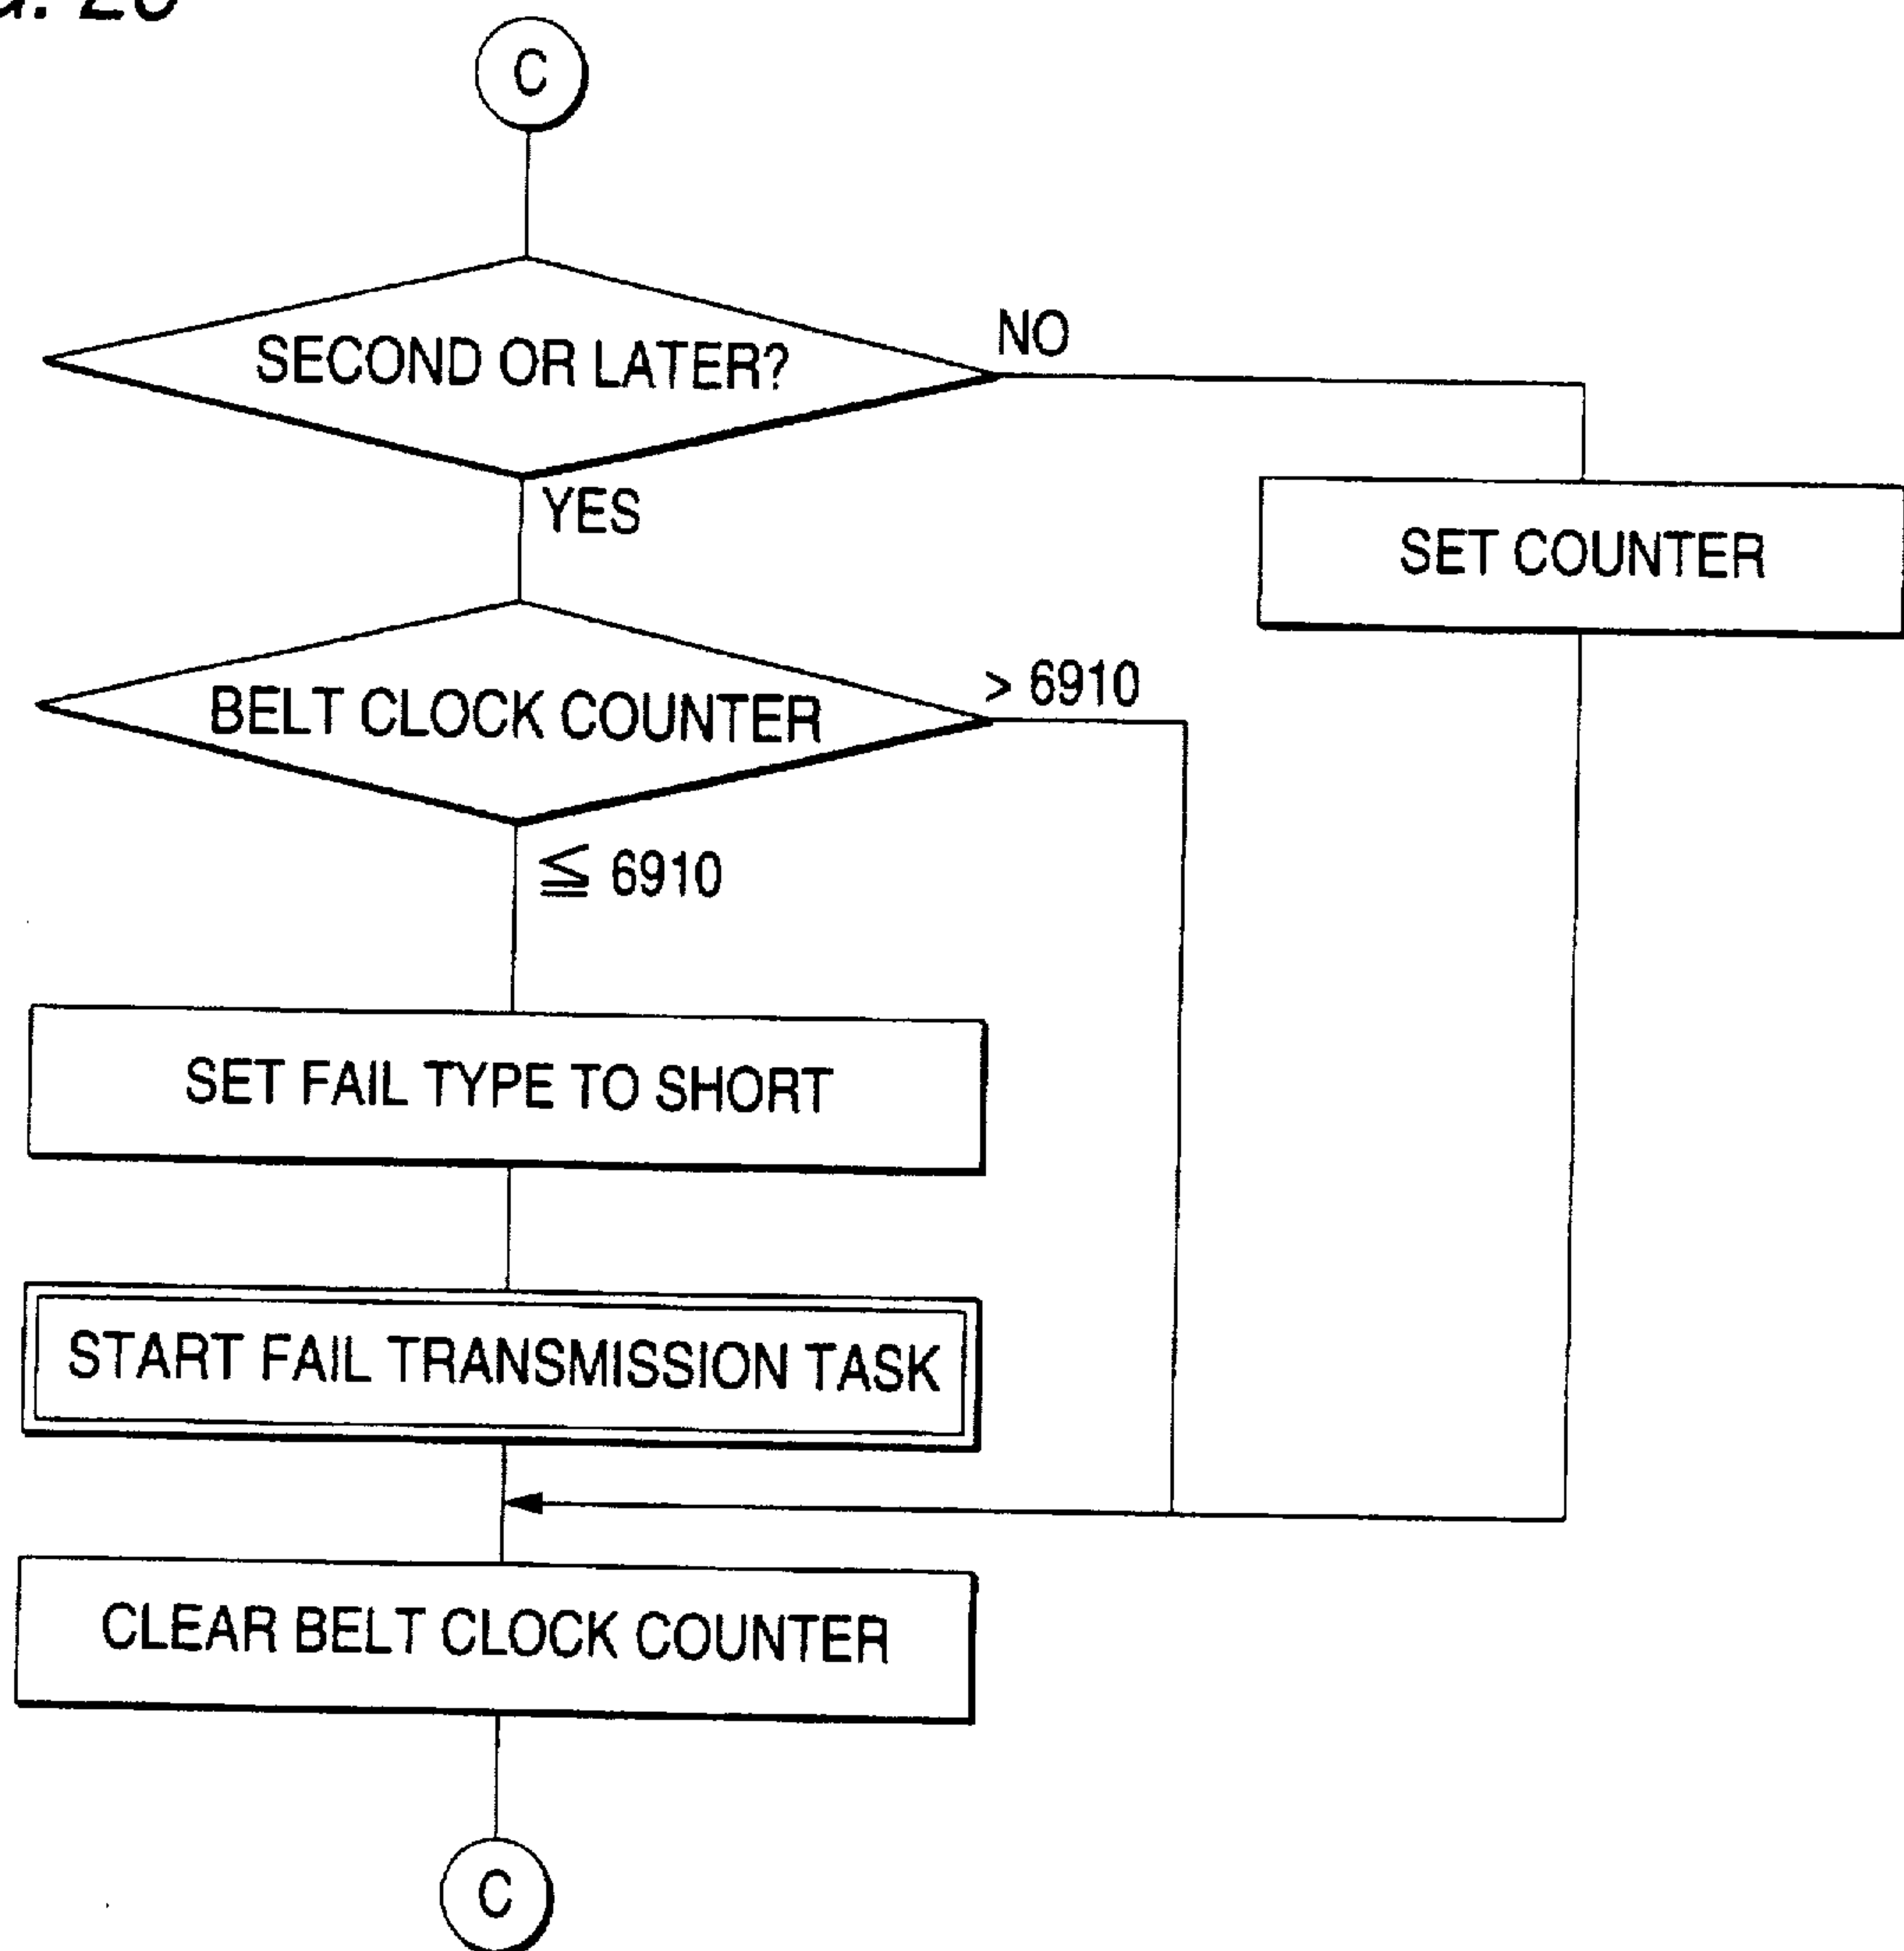 C
SECOND OR LATER?
NO
YES
SET COUNTER
BELT CLOCK COUNTER
> 6910
≦ 6910
SET FAIL TYPE TO SHORT
START FAIL TRANSMISSION TASK
CLEAR BELT CLOCK COUNTER
C